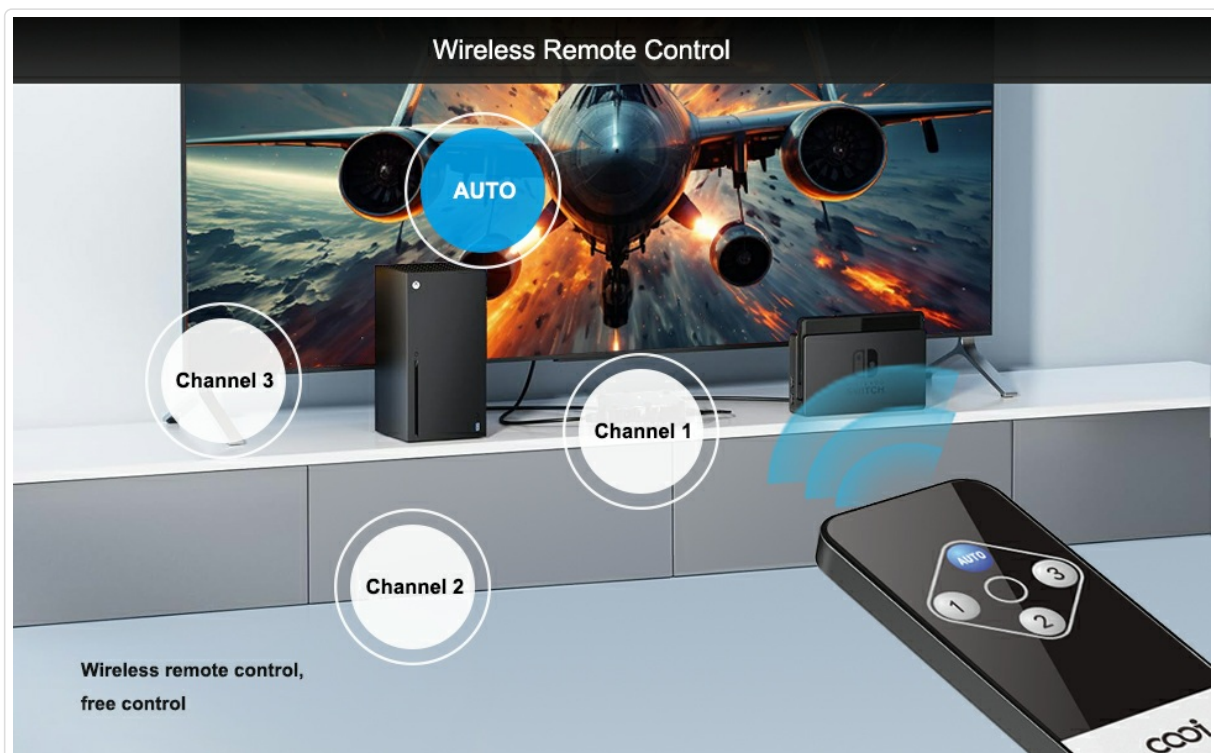 Wireless Remote Control
AUTO
Channel 3
Channel 1
SWITCH
Channel 2
AUTO
3
1
2
Wireless remote control,
free control
cooi